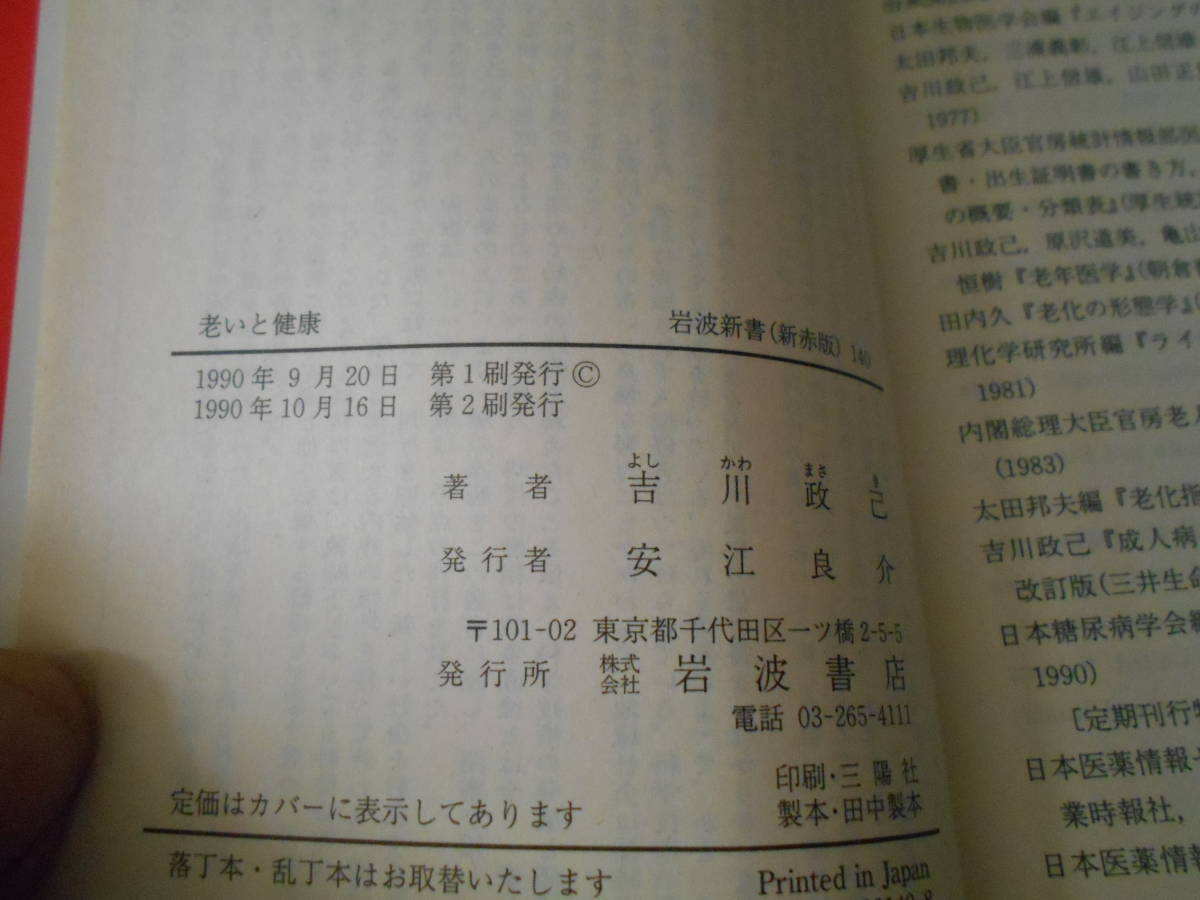 老いと健康 岩波新書(新赤版)140
1990年9月20日 第1刷発行©
1990年10月16日 第2刷発行
よし かわ まさ み
著者 吉川政己
発行者 安江良介
〒101-02 東京都千代田区一ツ橋2-5-5
発行所 株式会社 岩波書店
電話 03-265-4111
印刷・三陽社
定価はカバーに表示してあります 製本・田中製本
落丁本・乱丁本はお取替いたします Printed in Japan
日本生物医学会編『エイジングの
太田邦夫，三浦義彰，江上信雄
吉川政己，江上信雄，山田正
1977)
厚生省大臣官房統計情報部
書・出生証明書の書き方，
の概要・分類表』(厚生統
吉川政己，原沢道美，亀山
恒樹『老年医学』(朝倉
田内久『老化の形態学』
理化学研究所編『ライ
1981)
内閣総理大臣官房老人
(1983)
太田邦夫編『老化指
吉川政己『成人病
改訂版(三井生命
日本糖尿病学会編
1990)
[定期刊行
日本医薬情報セ
業時報社，
日本医薬情報